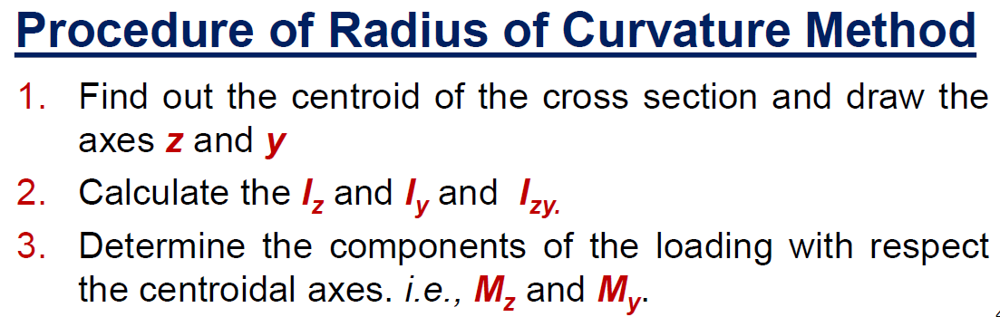 Procedure of Radius of Curvature Method
1. Find out the centroid of the cross section and draw the
axes z and y
2. Calculate the Iz and Iy and Izy.
3. Determine the components of the loading with respect
the centroidal axes. i.e., Mz and My.